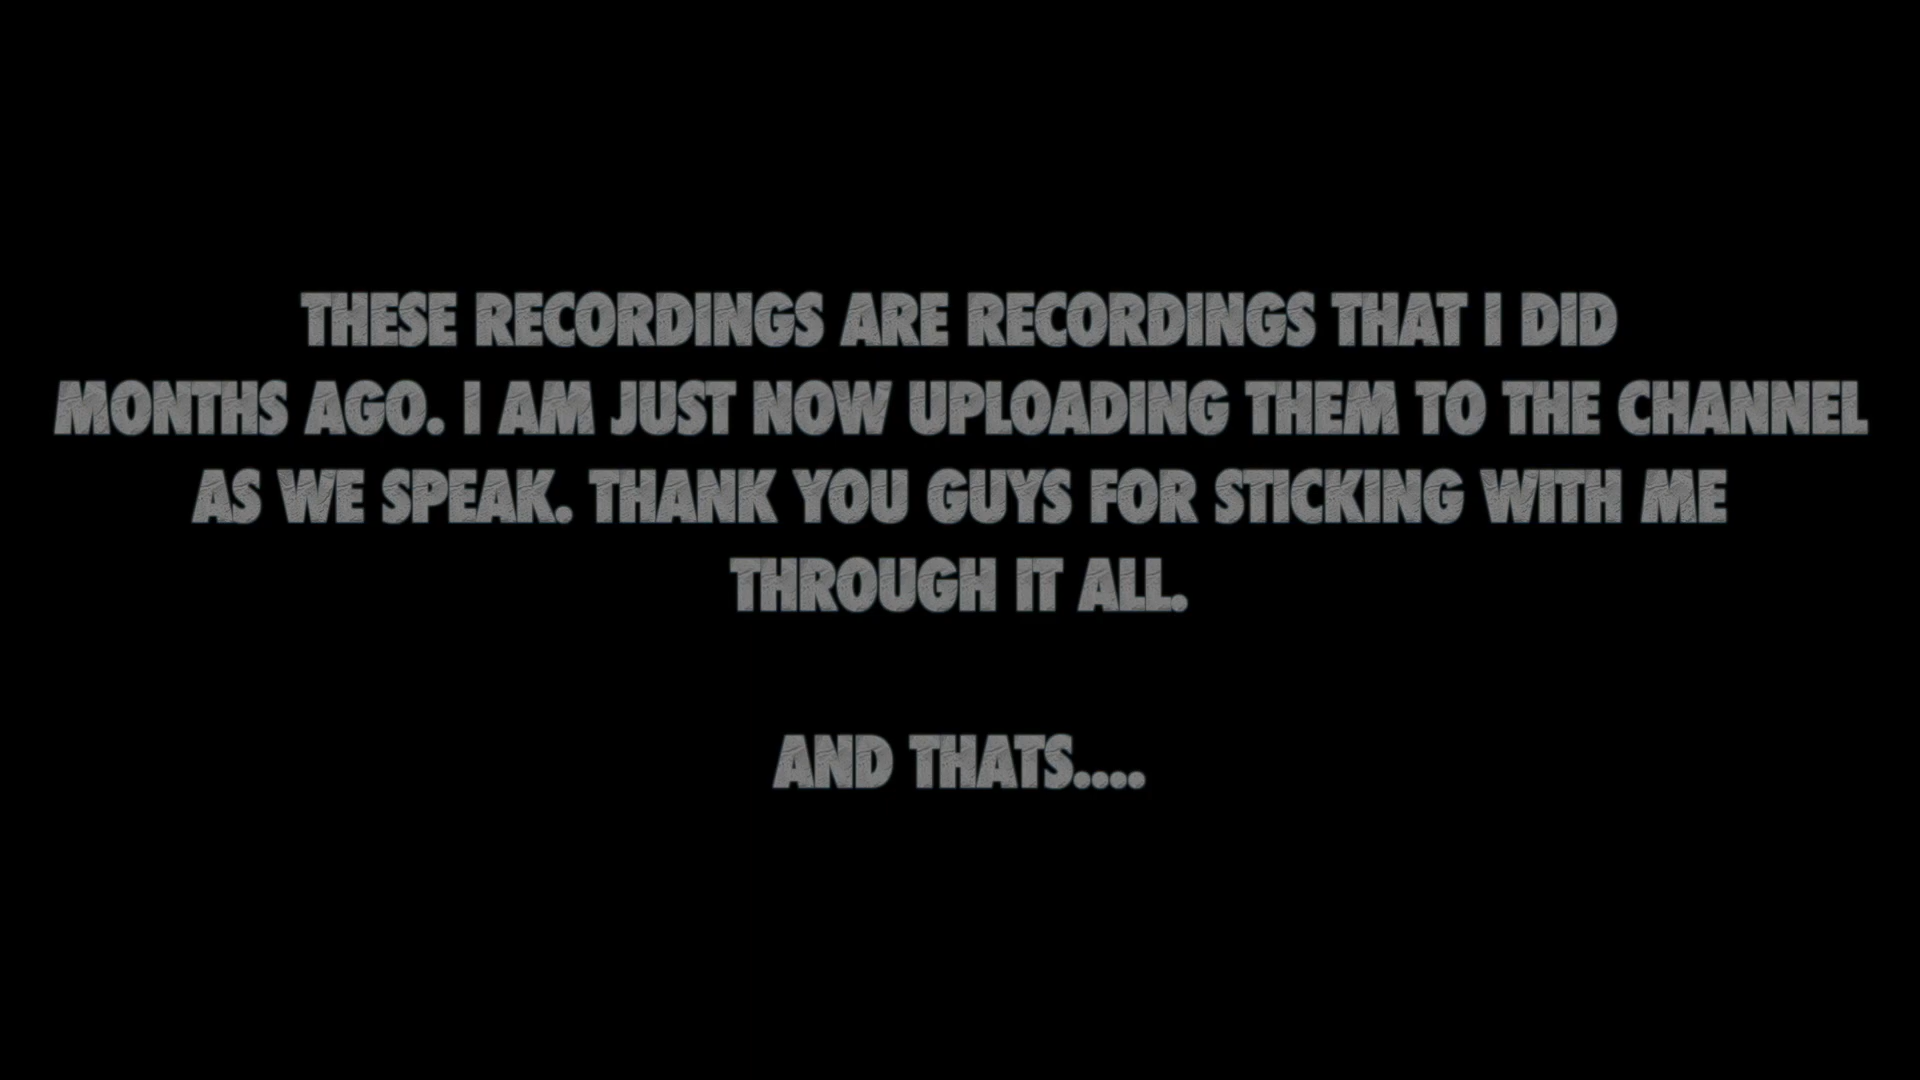 THESE RECORDINGS ARE RECORDINGS THAT I DID
MONTHS AGO. I AM JUST NOW UPLOADING THEM TO THE CHANNEL
AS WE SPEAK. THANK YOU GUYS FOR STICKING WITH ME
THROUGH IT ALL.
AND THATS....